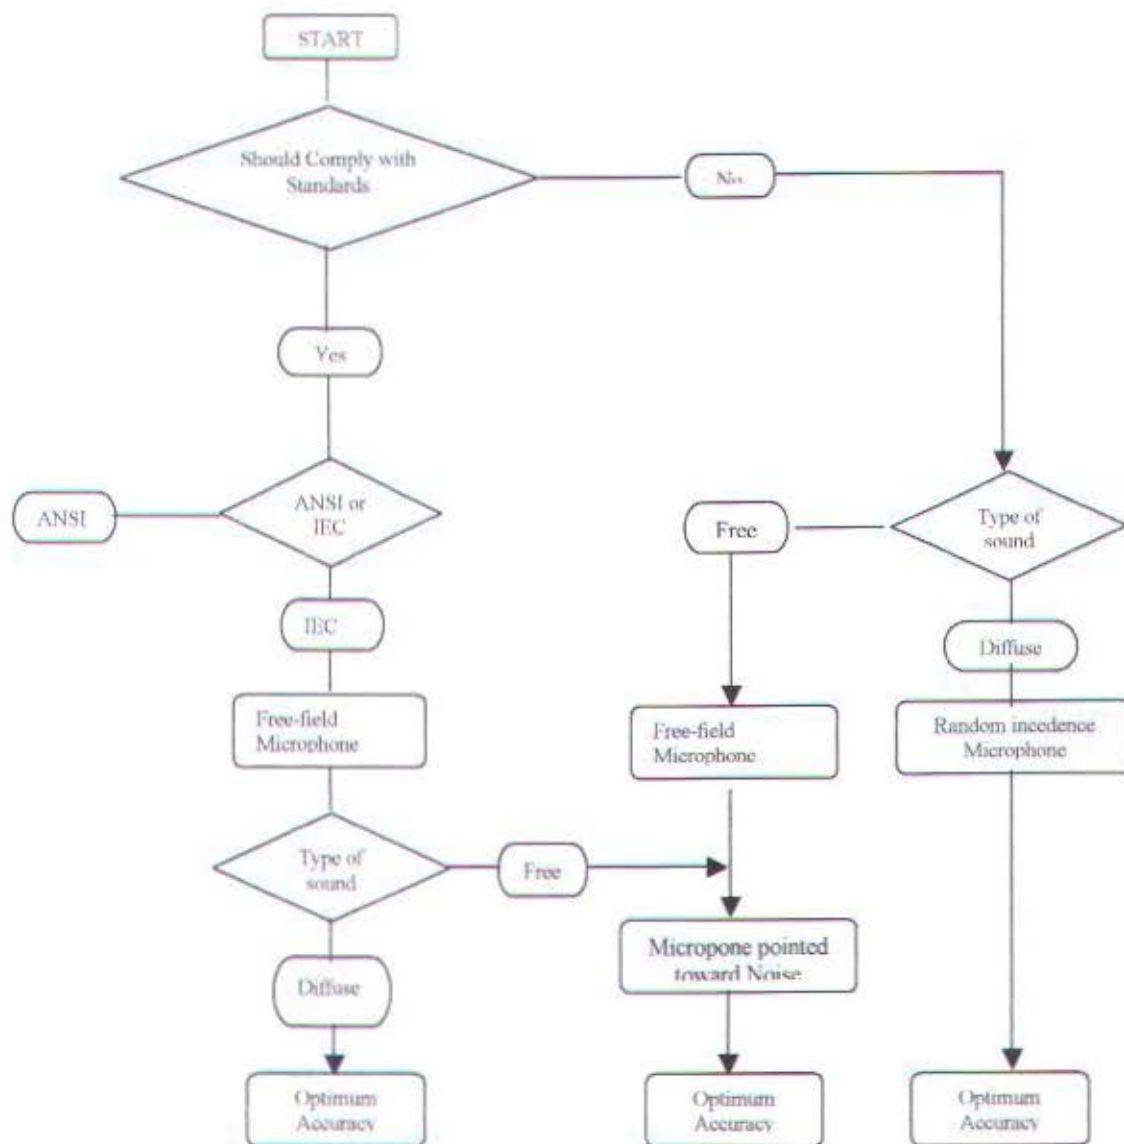 START
Should Comply with
Standards
No
Yes
ANSI or
IEC
ANSI
Free
Type of
sound
IEC
Diffuse
Free-field
Microphone
Free-field
Microphone
Random incedence
Microphone
Type of
sound
Free
Micropone pointed
toward Noise
Diffuse
Optimum
Accuracy
Optimum
Accuracy
Optimum
Accuracy